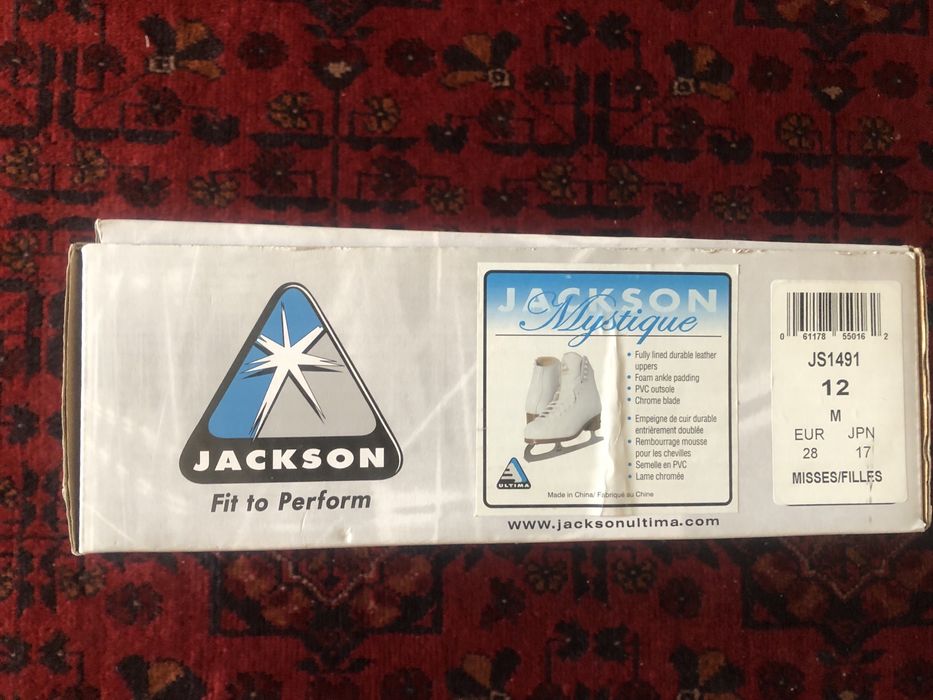 JACKSON
Fit to Perform
JACKSON
Mystique
• Fully lined durable leather
uppers
• Foam ankle padding
• PVC outsole
• Chrome blade
• Empeigne de cuir durable
entrièrement doublée
• Rembourrage mousse
pour les chevilles
• Semelle en PVC
• Lame chromée
ULTIMA
Made in China/ Fabriqué au Chine
www.jacksonultima.com
0 61178 55016 2
JS1491
12
M
EUR JPN
28 17
MISSES/FILLES